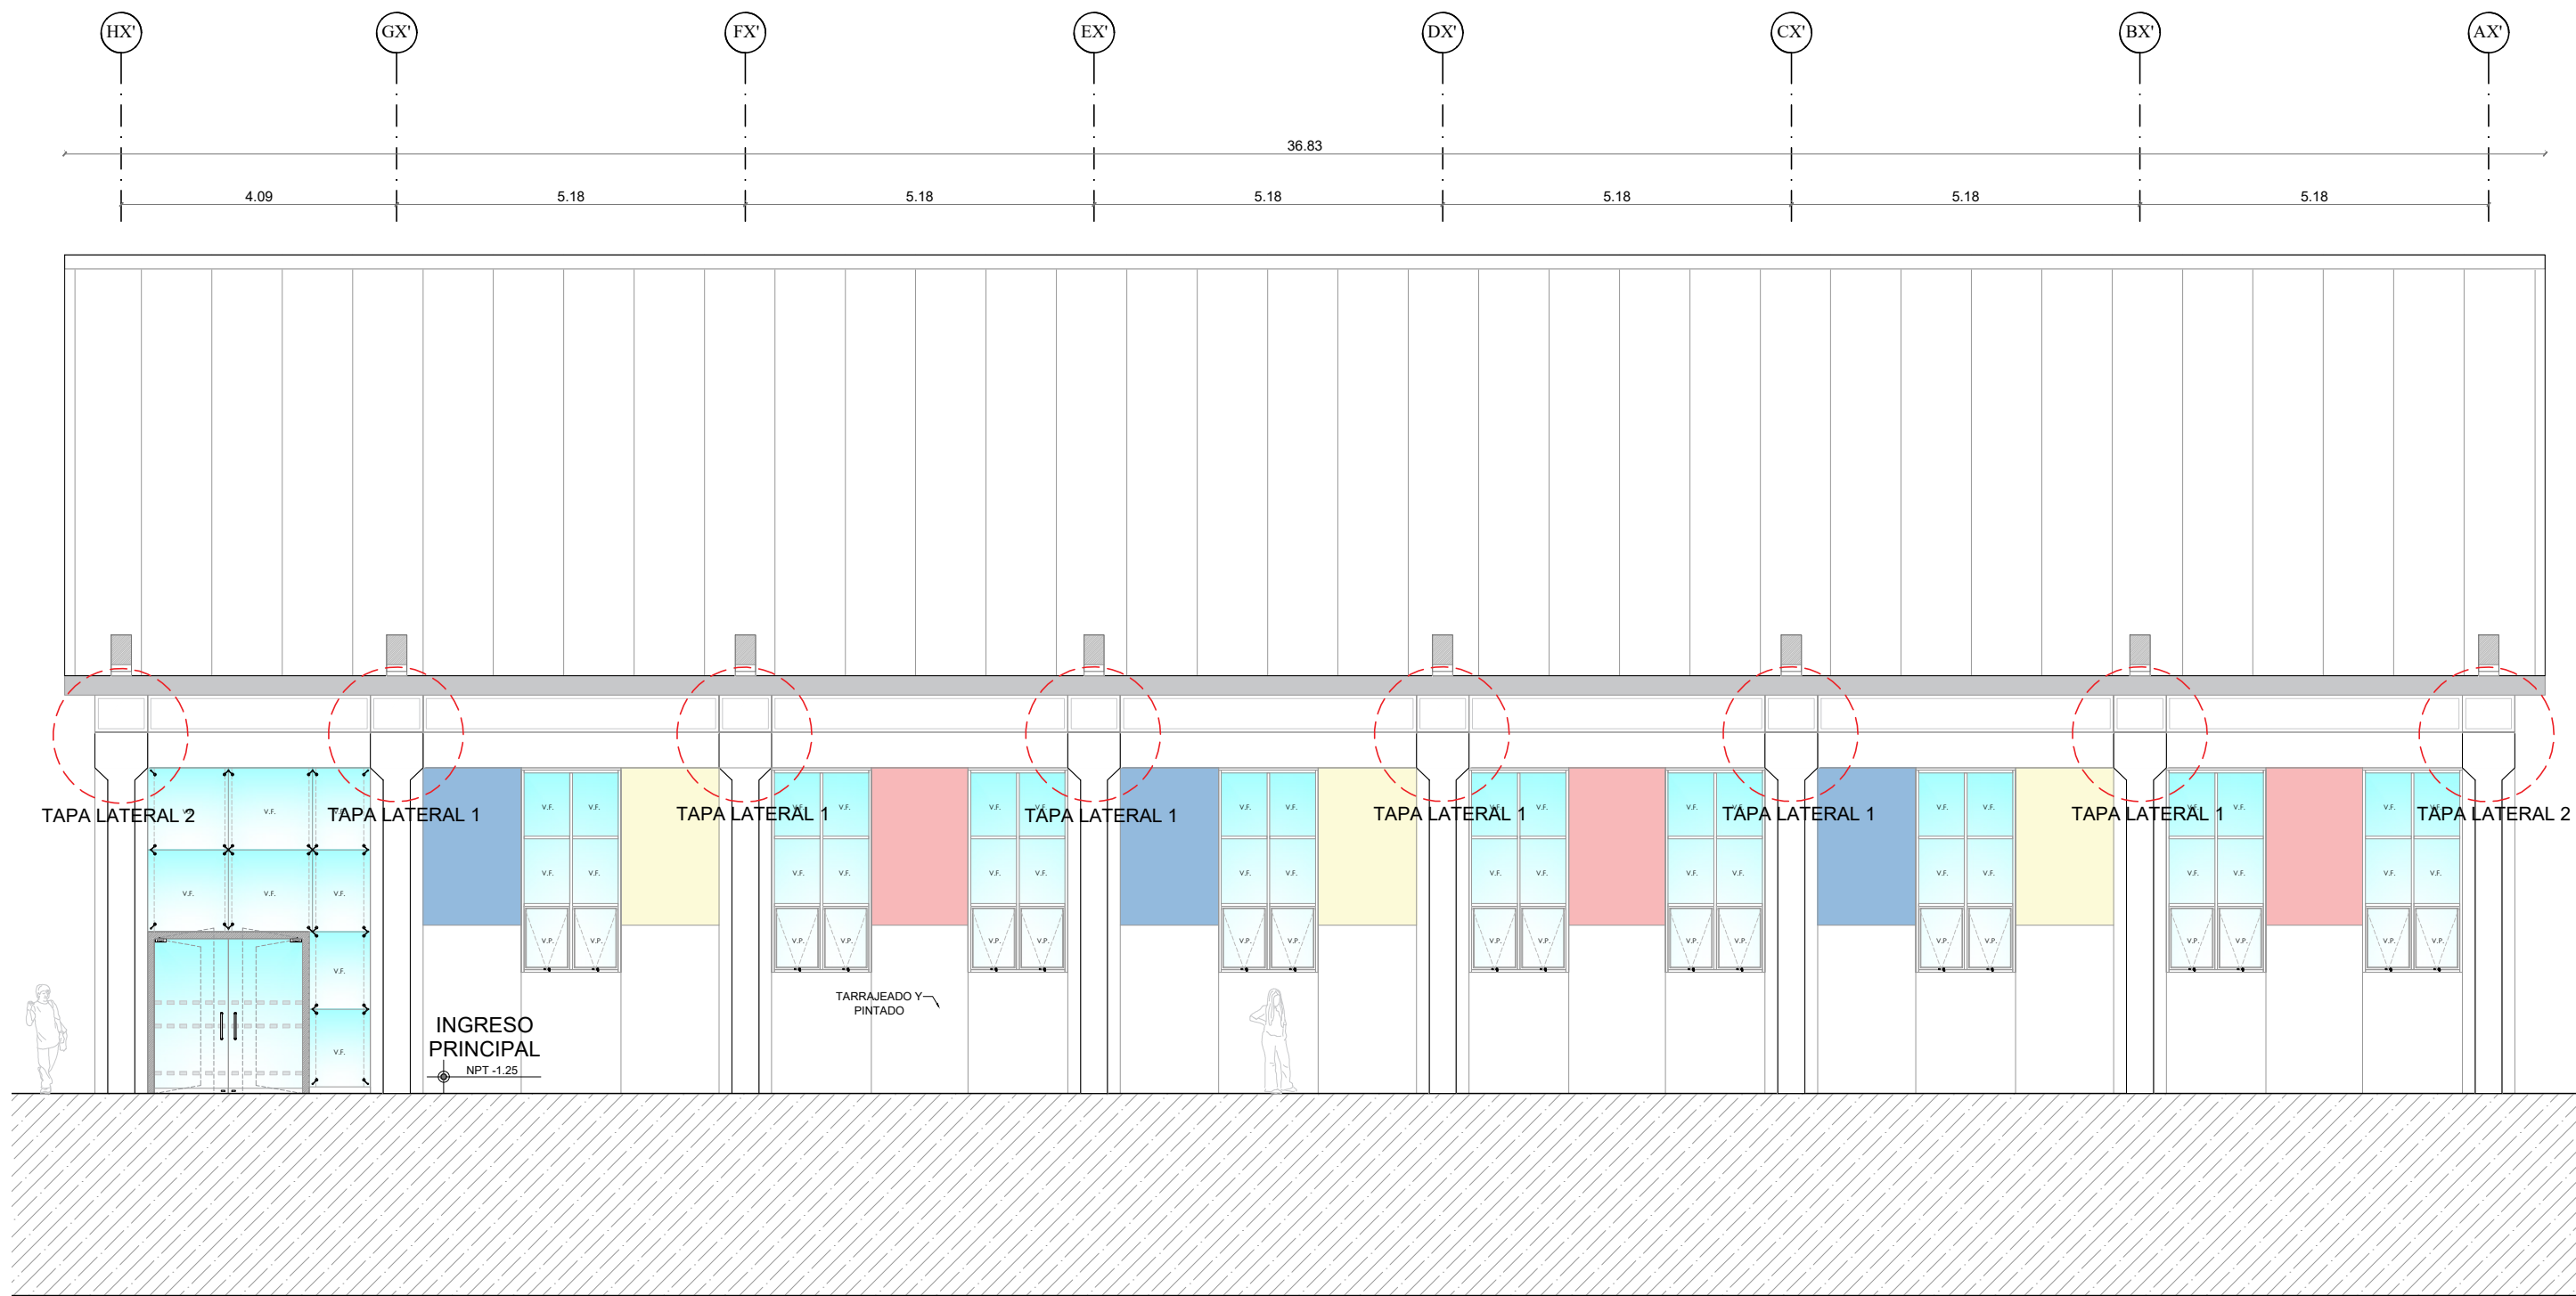 HX' GX' FX' EX' DX' CX' BX' AX'
36.83
4.09 5.18 5.18 5.18 5.18 5.18 5.18
V.F. V.F. V.F. V.F. V.F. V.F. V.F. V.F. V.F. V.F. V.F. V.F. V.F. V.F. V.F. V.F. V.F. V.F. V.F. V.F.
TAPA LATERAL 2 TAPA LATERAL 1 TAPA LATERAL 1 TAPA LATERAL 1 TAPA LATERAL 1 TAPA LATERAL 1 TAPA LATERAL 1 TAPA LATERAL 2
V.F. V.F. V.F. V.F. V.F. V.F. V.F. V.F. V.F. V.F. V.F. V.F. V.F. V.F. V.F. V.F. V.F. V.F.
V.F. V.F. V.F.
V.P. V.P. V.P. V.P. V.P. V.P. V.P. V.P. V.P. V.P. V.P. V.P. V.P. V.P. V.P. V.P. V.P. V.P.
V.F.
TARRAJEADO Y
PINTADO
INGRESO
PRINCIPAL
NPT -1.25
V.F.